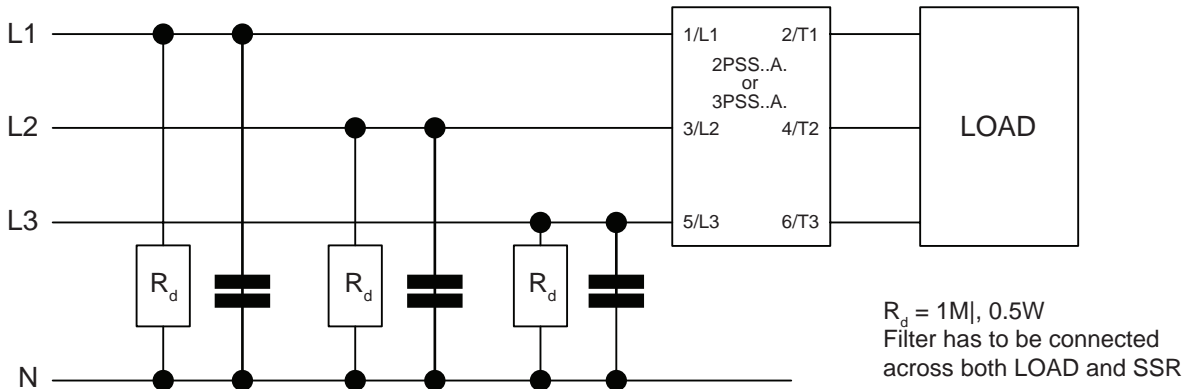 L1
1/L1 2/T1
2PSS..A.
or
3PSS..A.
L2
3/L2 4/T2
LOAD
L3
5/L3 6/T3
Rd Rd Rd
Rd = 1M|, 0.5W
Filter has to be connected
across both LOAD and SSR
N